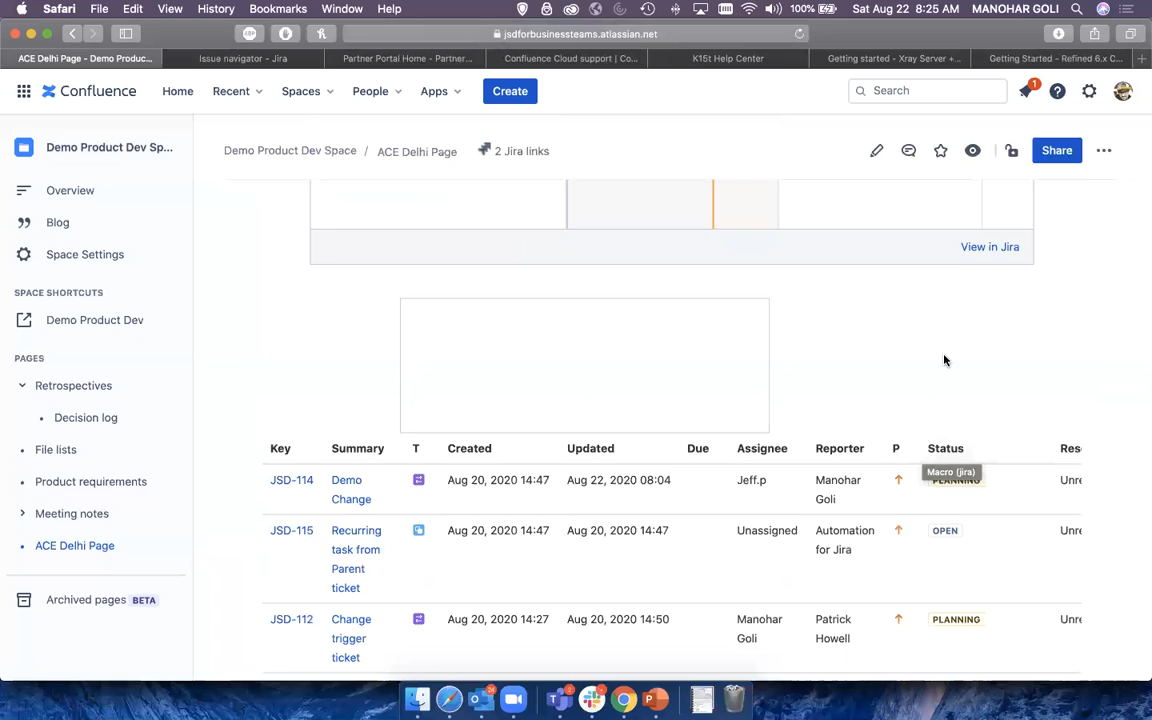 Safari File Edit View History Bookmarks Window Help 100% Sat Aug 22 8:25 AM MANOHAR GOLI
jsdforbusinessteams.atlassian.net
ACE Delhi Page - Demo Produc... Issue navigator - Jira Partner Portal Home - Partner... Confluence Cloud support | Co... K15t Help Center Getting started - Xray Server +... Getting Started - Refined 6.x C...
Confluence Home Recent Spaces People Apps Create Search 1
Demo Product Dev Sp...
Demo Product Dev Space / ACE Delhi Page 2 Jira links Share
Overview
Blog
Space Settings
SPACE SHORTCUTS
Demo Product Dev
PAGES
Retrospectives
Decision log
File lists
Product requirements
Meeting notes
ACE Delhi Page
Archived pages BETA
View in Jira
Key Summary T Created Updated Due Assignee Reporter P Status Res
Macro (jira)
JSD-114 Demo Aug 20, 2020 14:47 Aug 22, 2020 08:04 Jeff.p Manohar PLANNING Unre
Change Goli
JSD-115 Recurring Aug 20, 2020 14:47 Aug 20, 2020 14:47 Unassigned Automation OPEN Unre
task from for Jira
Parent
ticket
JSD-112 Change Aug 20, 2020 14:27 Aug 20, 2020 14:50 Manohar Patrick PLANNING Unre
trigger Goli Howell
ticket